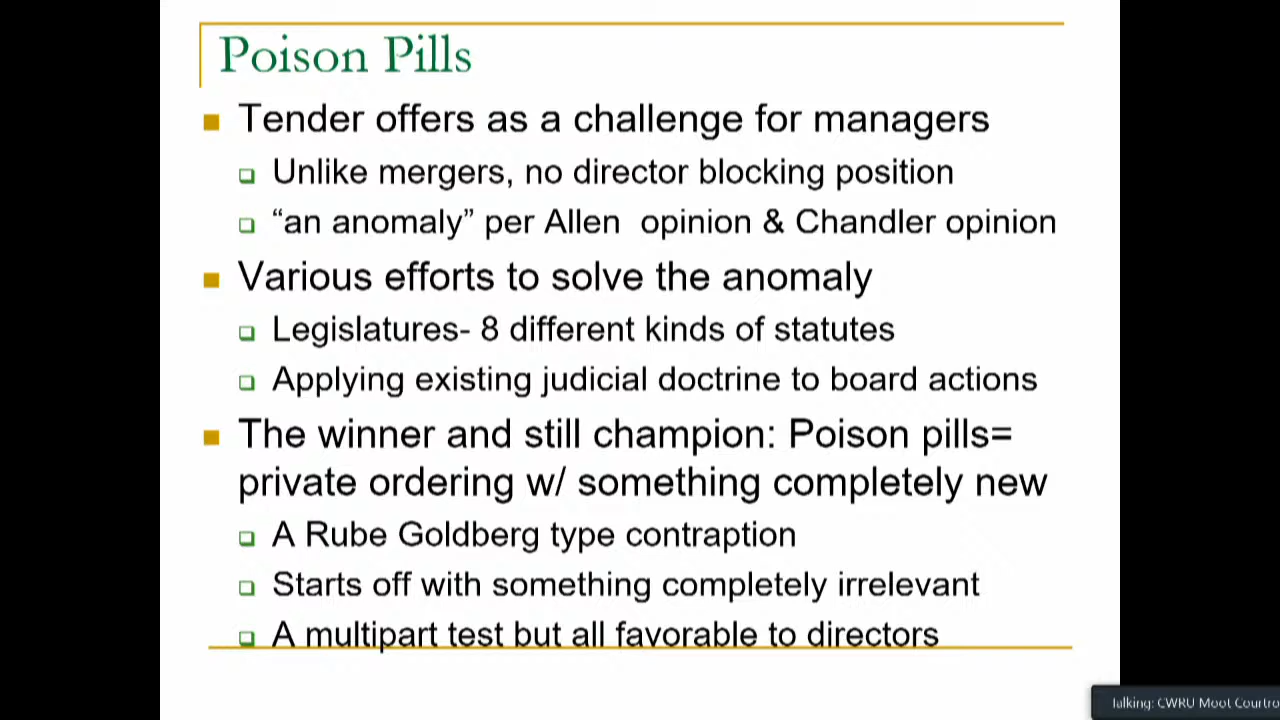 Poison Pills
Tender offers as a challenge for managers
Unlike mergers, no director blocking position
“an anomaly” per Allen opinion & Chandler opinion
Various efforts to solve the anomaly
Legislatures- 8 different kinds of statutes
Applying existing judicial doctrine to board actions
The winner and still champion: Poison pills=
private ordering w/ something completely new
A Rube Goldberg type contraption
Starts off with something completely irrelevant
A multipart test but all favorable to directors
Talking: CWRU Moot Courtro